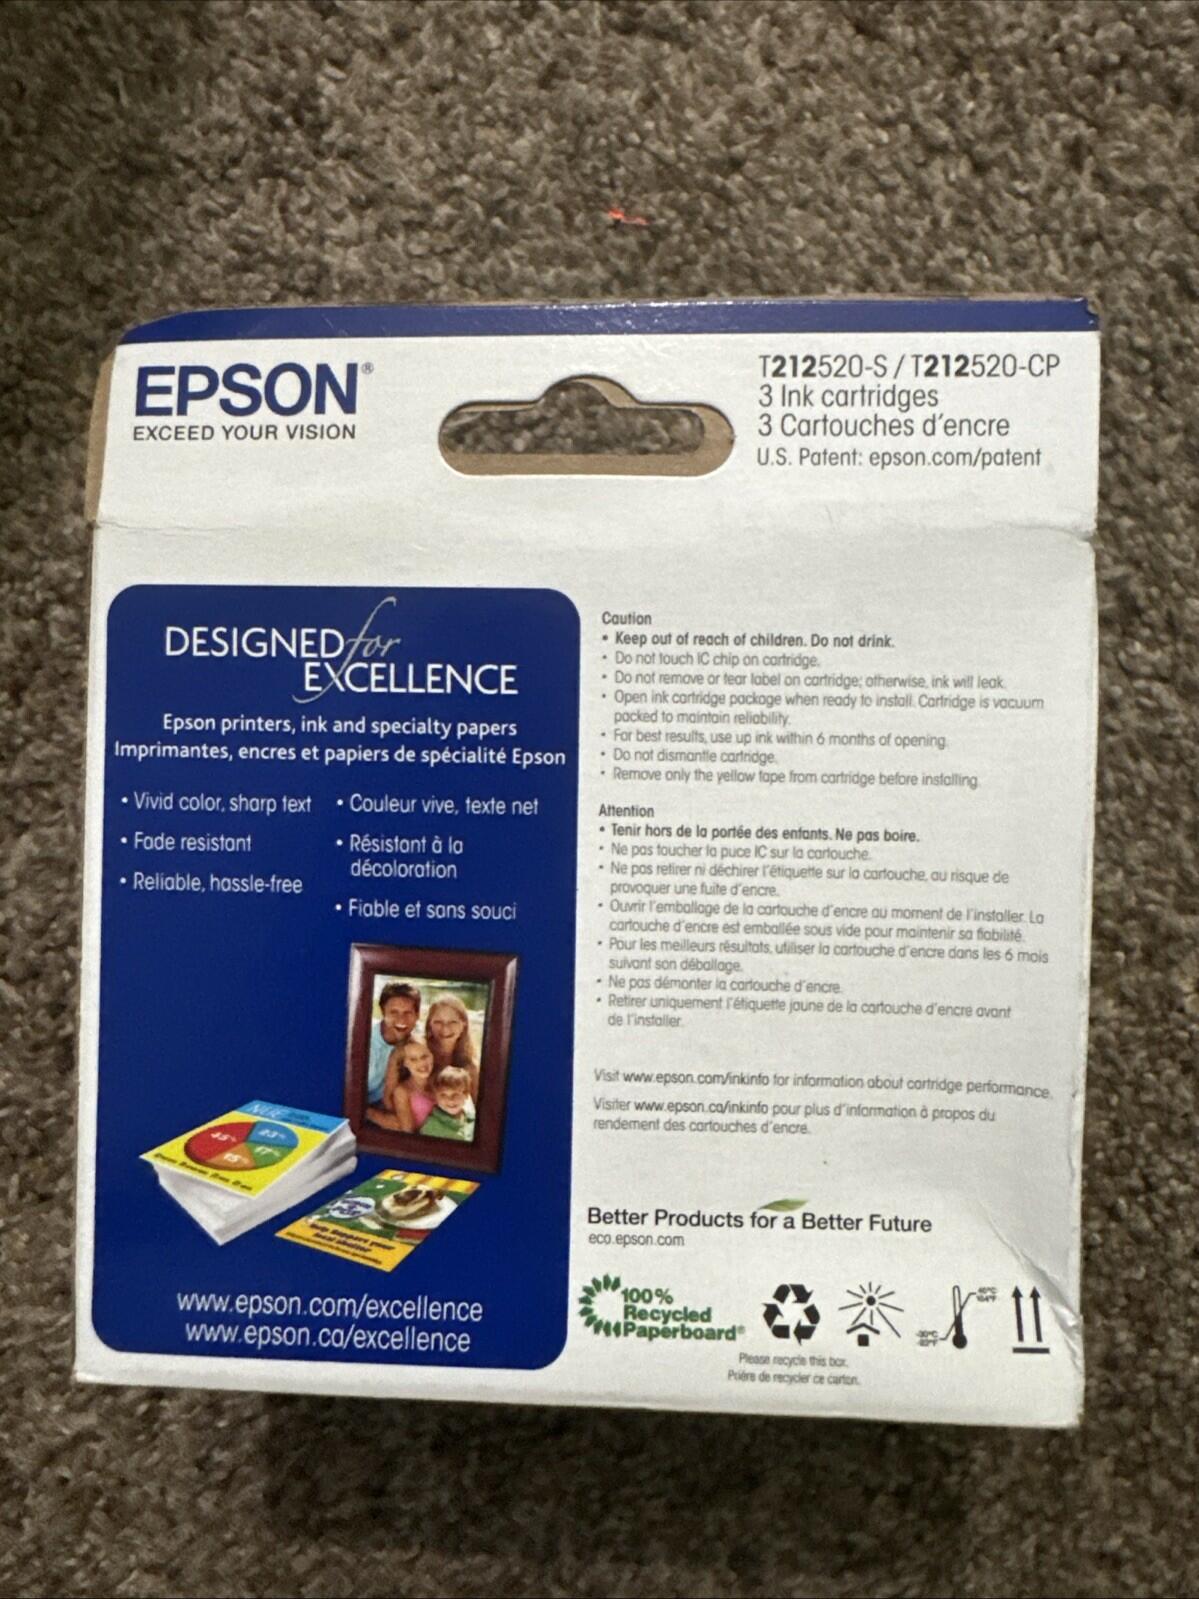 EPSON®
EXCEED YOUR VISION
T212520-S / T212520-CP
3 Ink cartridges
3 Cartouches d'encre
U.S. Patent: epson.com/patent
DESIGNED for
EXCELLENCE
Epson printers, ink and specialty papers
Imprimantes, encres et papiers de spécialité Epson
• Vivid color, sharp text
• Fade resistant
• Reliable, hassle-free
• Couleur vive, texte net
• Résistant à la
décoloration
• Fiable et sans souci
45%
23%
17%
15%
www.epson.com/excellence
www.epson.ca/excellence
Caution
• Keep out of reach of children. Do not drink.
• Do not touch IC chip on cartridge.
• Do not remove or tear label on cartridge; otherwise, ink will leak.
• Open ink cartridge package when ready to install. Cartridge is vacuum
packed to maintain reliability.
• For best results, use up ink within 6 months of opening.
• Do not dismantle cartridge.
• Remove only the yellow tape from cartridge before installing.
Attention
• Tenir hors de la portée des enfants. Ne pas boire.
• Ne pas toucher la puce IC sur la cartouche.
• Ne pas retirer ni déchirer l'étiquette sur la cartouche, au risque de
provoquer une fuite d'encre.
• Ouvrir l'emballage de la cartouche d'encre au moment de l'installer. La
cartouche d'encre est emballée sous vide pour maintenir sa fiabilité.
• Pour les meilleurs résultats, utiliser la cartouche d'encre dans les 6 mois
suivant son déballage.
• Ne pas démonter la cartouche d'encre.
• Retirer uniquement l'étiquette jaune de la cartouche d'encre avant
de l'installer.
Visit www.epson.com/inkinfo for information about cartridge performance.
Visiter www.epson.ca/inkinfo pour plus d'information à propos du
rendement des cartouches d'encre.
Better Products for a Better Future
eco.epson.com
100%
Recycled
Paperboard®
40°C
104°F
Please recycle this box.
Prière de recycler ce carton.